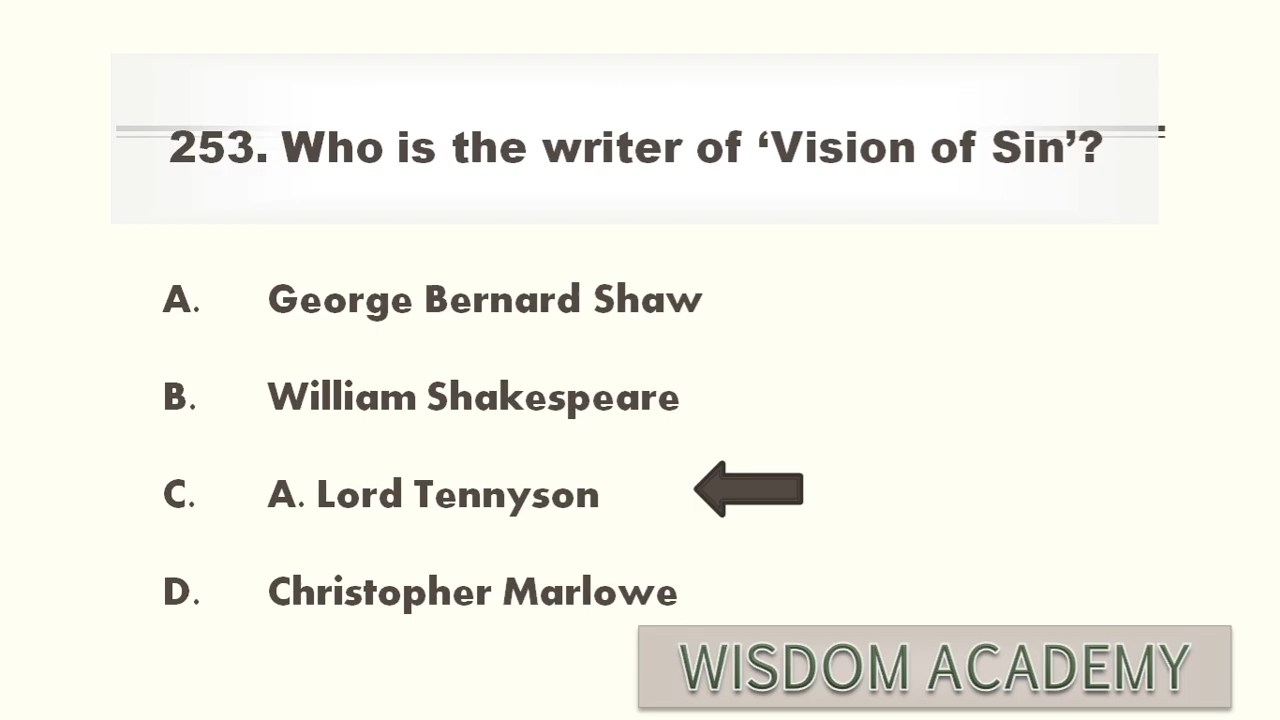 253. Who is the writer of ‘Vision of Sin’?
A. George Bernard Shaw
B. William Shakespeare
C. A. Lord Tennyson
D. Christopher Marlowe
WISDOM ACADEMY